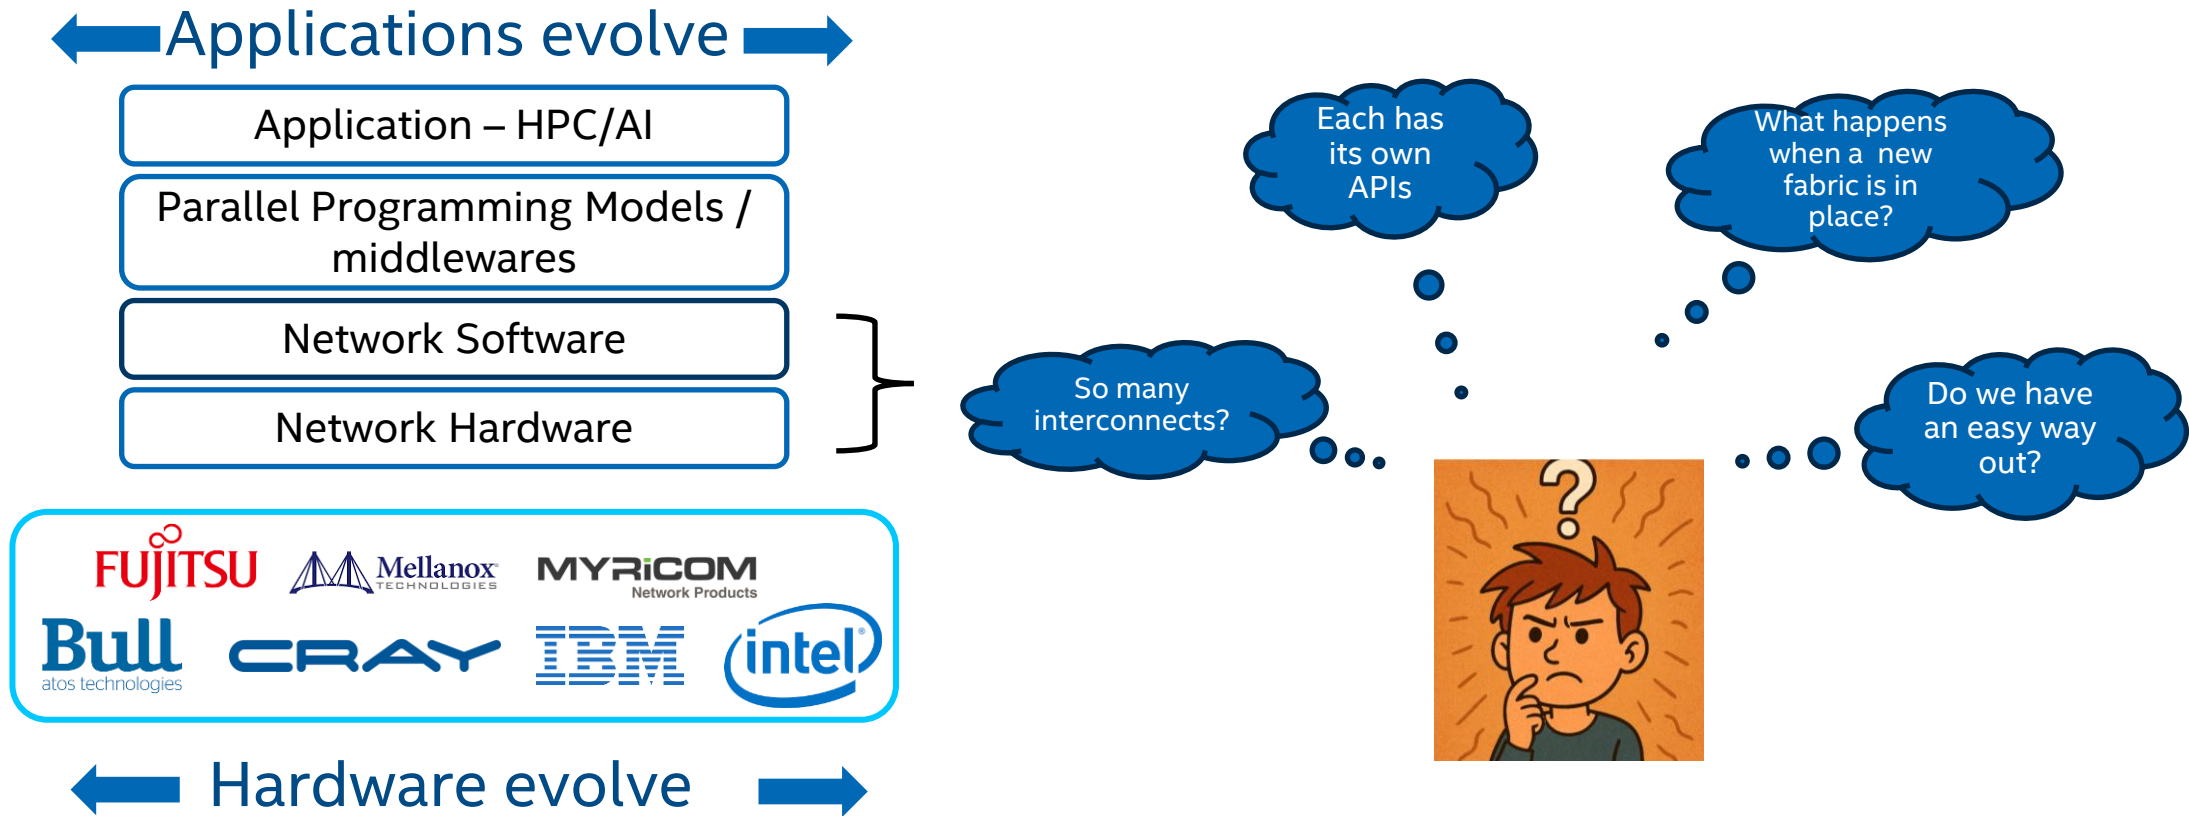 Applications evolve
Application – HPC/AI
Parallel Programming Models /
middlewares
Network Software
Network Hardware
FUJITSU
Mellanox
TECHNOLOGIES
MYRiCOM
Network Products
Bull
atos technologies
CRAY
IBM
intel®
Hardware evolve
So many
interconnects?
Each has
its own
APIs
What happens
when a  new
fabric is in
place?
Do we have
an easy way
out?
?